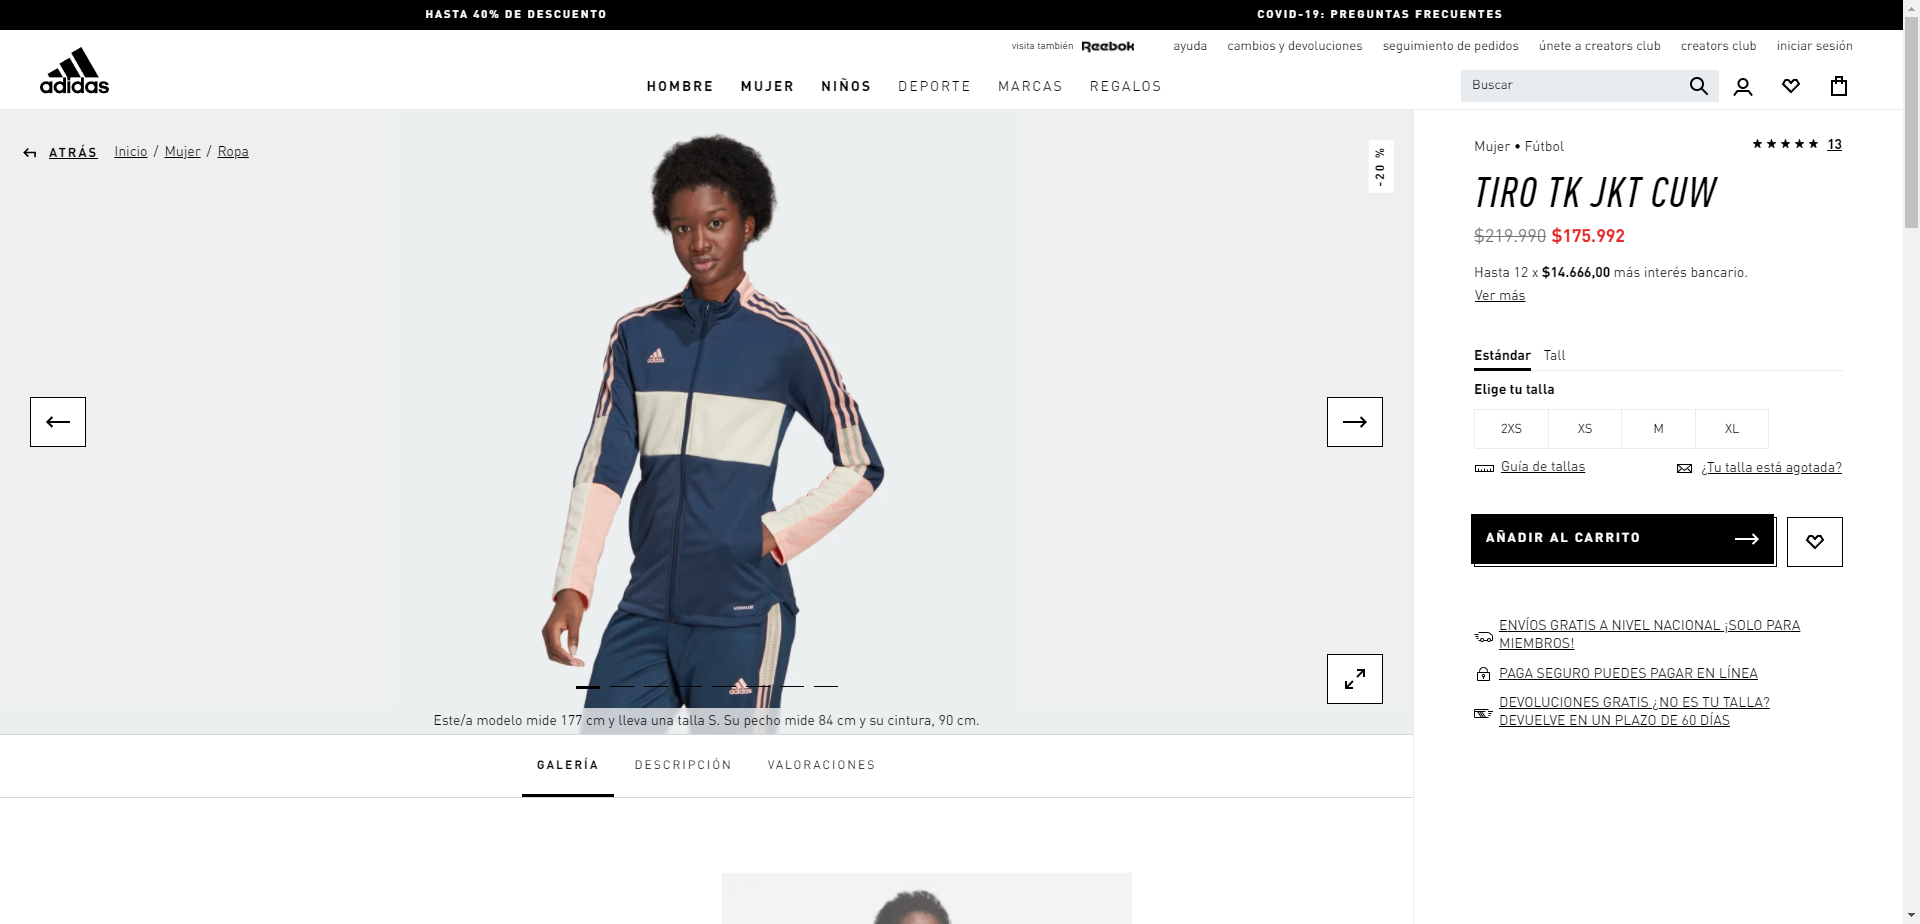 HASTA 40% DE DESCUENTO
COVID-19: PREGUNTAS FRECUENTES
visita también Reebok
ayuda
cambios y devoluciones
seguimiento de pedidos
únete a creators club
creators club
iniciar sesión
adidas
HOMBRE
MUJER
NIÑOS
DEPORTE
MARCAS
REGALOS
Buscar
ATRÁS
Inicio / Mujer / Ropa
-20 %
adidas
adidas
Este/a modelo mide 177 cm y lleva una talla S. Su pecho mide 84 cm y su cintura, 90 cm.
GALERÍA
DESCRIPCIÓN
VALORACIONES
Mujer • Fútbol
13
TIRO TK JKT CUW
$219.990 $175.992
Hasta 12 x $14.666,00 más interés bancario.
Ver más
Estándar
Tall
Elige tu talla
2XS
XS
M
XL
Guía de tallas
¿Tu talla está agotada?
AÑADIR AL CARRITO
ENVÍOS GRATIS A NIVEL NACIONAL ¡SOLO PARA
MIEMBROS!
PAGA SEGURO PUEDES PAGAR EN LÍNEA
DEVOLUCIONES GRATIS ¿NO ES TU TALLA?
DEVUELVE EN UN PLAZO DE 60 DÍAS